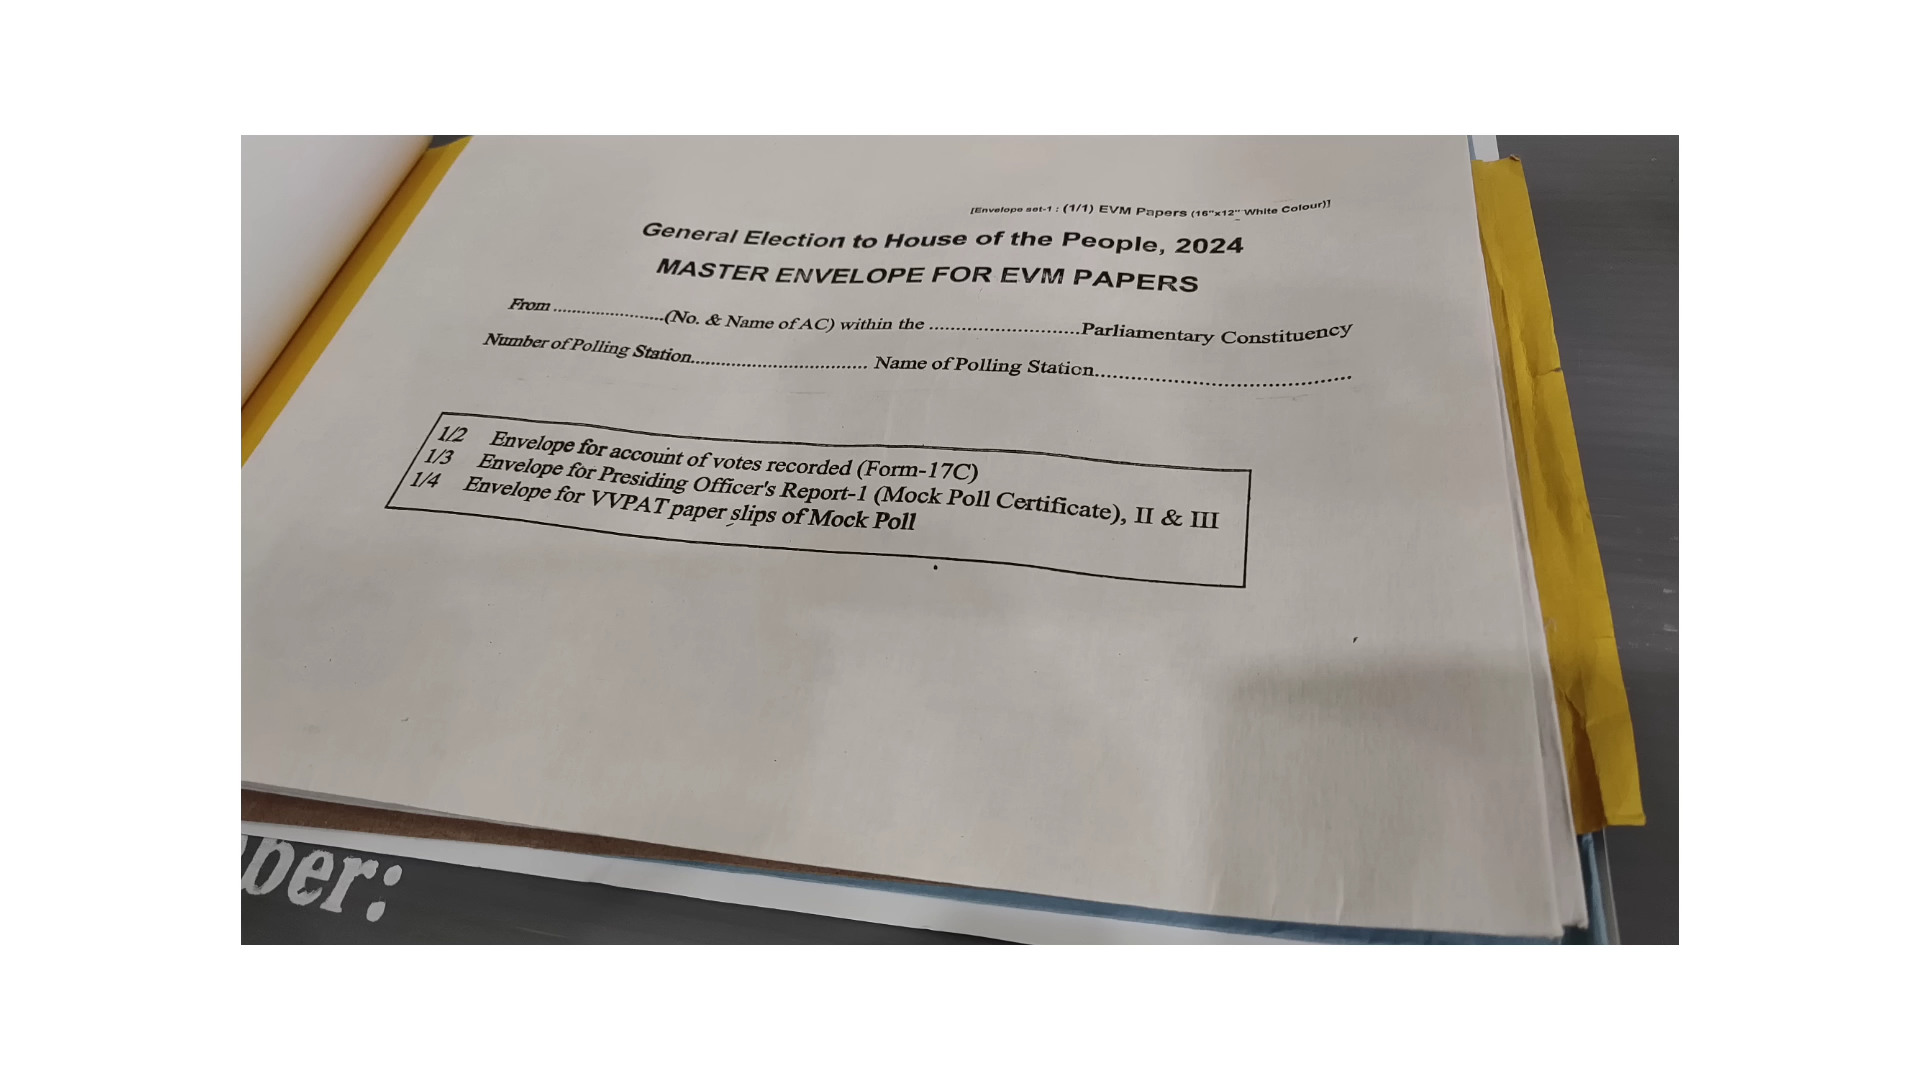 [Envelope set-1 : (1/1) EVM Papers (16"x12" White Colour)]
General Election to House of the People, 2024
MASTER ENVELOPE FOR EVM PAPERS
From ......................(No. & Name of AC) within the ...........................Parliamentary Constituency
Number of Polling Station................................ Name of Polling Station...............................................
1/2 Envelope for account of votes recorded (Form-17C)
1/3 Envelope for Presiding Officer's Report-1 (Mock Poll Certificate), II & III
1/4 Envelope for VVPAT paper slips of Mock Poll
ber: